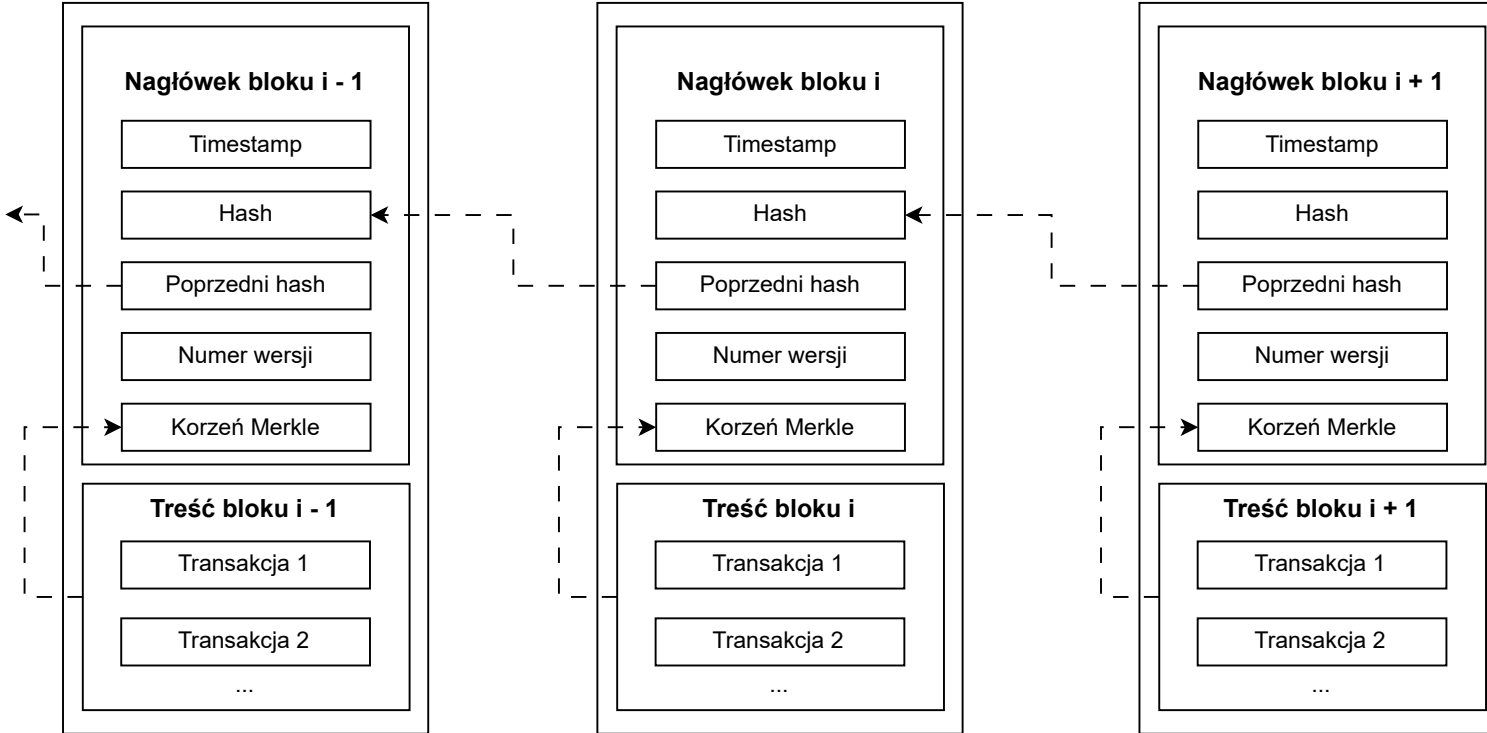 Nagłówek bloku i - 1
Timestamp
Hash
Poprzedni hash
Numer wersji
Korzeń Merkle
Treść bloku i - 1
Transakcja 1
Transakcja 2
...
Nagłówek bloku i
Timestamp
Hash
Poprzedni hash
Numer wersji
Korzeń Merkle
Treść bloku i
Transakcja 1
Transakcja 2
...
Nagłówek bloku i + 1
Timestamp
Hash
Poprzedni hash
Numer wersji
Korzeń Merkle
Treść bloku i + 1
Transakcja 1
Transakcja 2
...